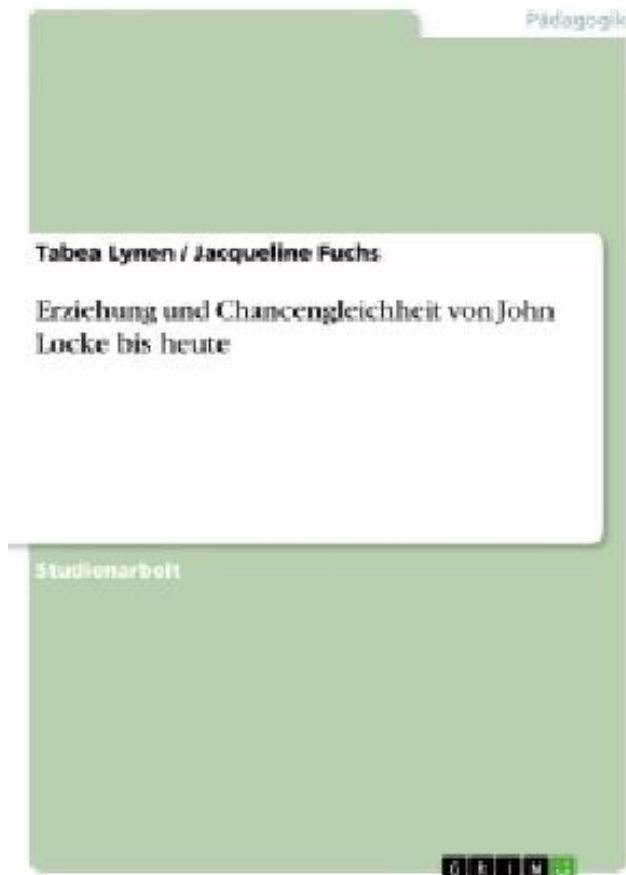 Pädagogik
Tabea Lynen / Jacqueline Fuchs
Erziehung und Chancengleichheit von John
Locke bis heute
Studienarbeit
GRIN